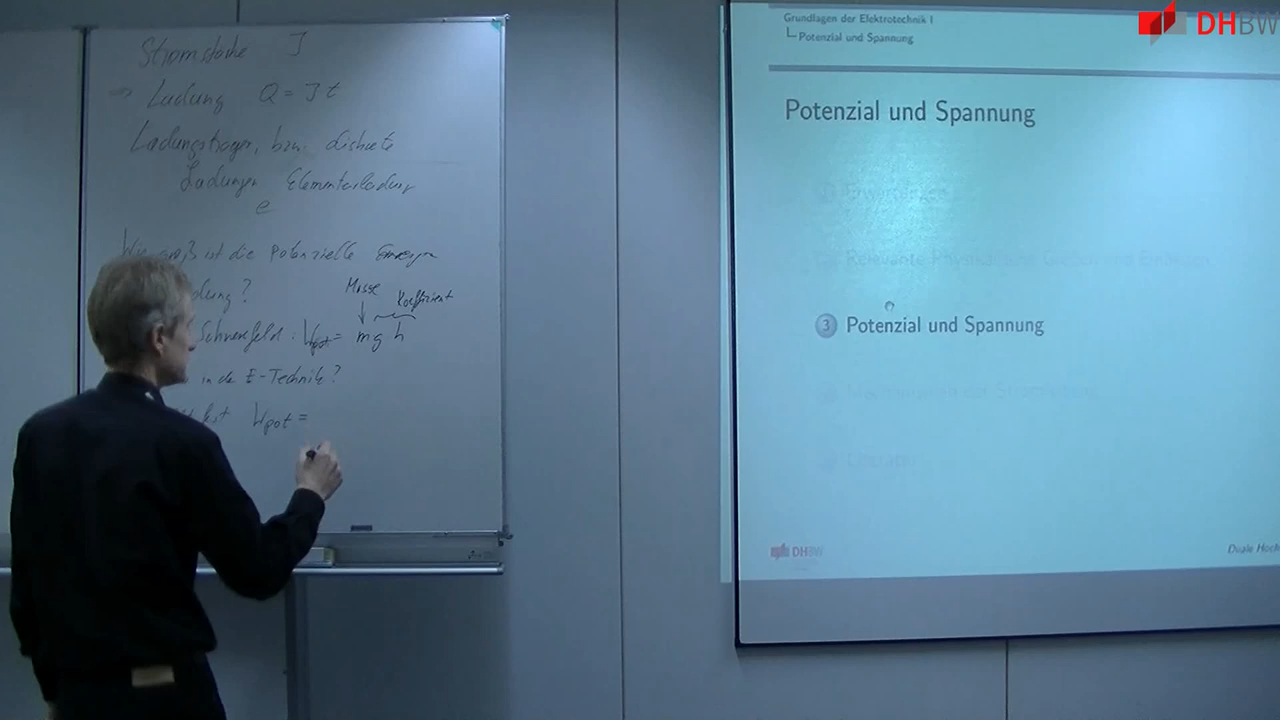 Stromstärke I
⇒ Ladung Q = I t
Ladungsträger, bzw. diskrete
Ladungen Elementarladung
e
Wie groß ist die potenzielle Energie
dung?
Masse
Koeffizient
Schwerefeld: Wpot = m g h
in der E-Technik?
Wpot =
Grundlagen der Elektrotechnik I
Potenzial und Spannung
Potenzial und Spannung
3 Potenzial und Spannung
DHBW
Duale Hoch
DHBW